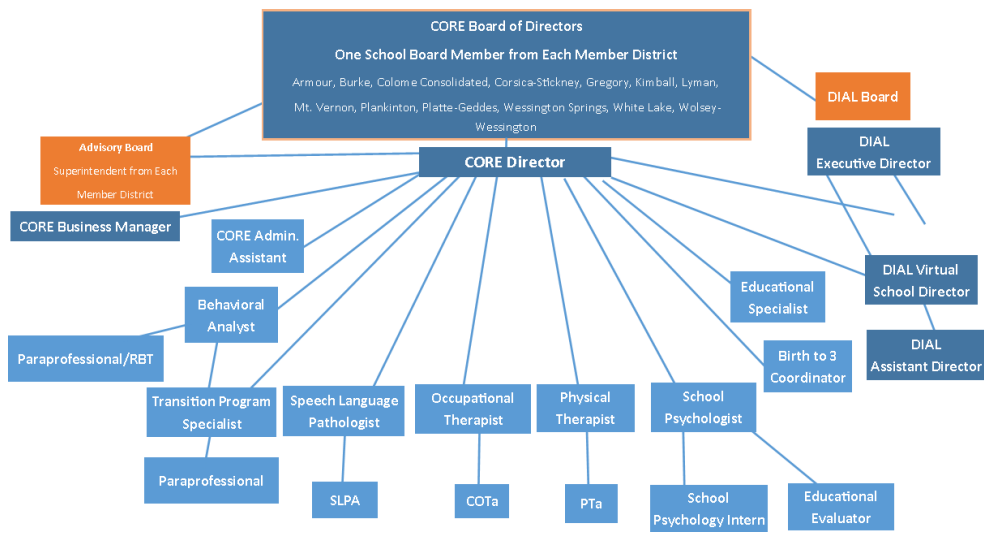 CORE Board of Directors
One School Board Member from Each Member District
Armour, Burke, Colome Consolidated, Corsica-Stickney, Gregory, Kimball, Lyman,
Mt. Vernon, Plankinton, Platte-Geddes, Wessington Springs, White Lake, Wolsey-
Wessington
DIAL Board
Advisory Board
Superintendent from Each
Member District
CORE Director
DIAL
Executive Director
CORE Business Manager
CORE Admin.
Assistant
DIAL Virtual
School Director
Educational
Specialist
Behavioral
Analyst
Paraprofessional/RBT
Birth to 3
Coordinator
DIAL
Assistant Director
Transition Program
Specialist
Speech Language
Pathologist
Occupational
Therapist
Physical
Therapist
School
Psychologist
Paraprofessional
SLPA
COTa
PTa
School
Psychology Intern
Educational
Evaluator